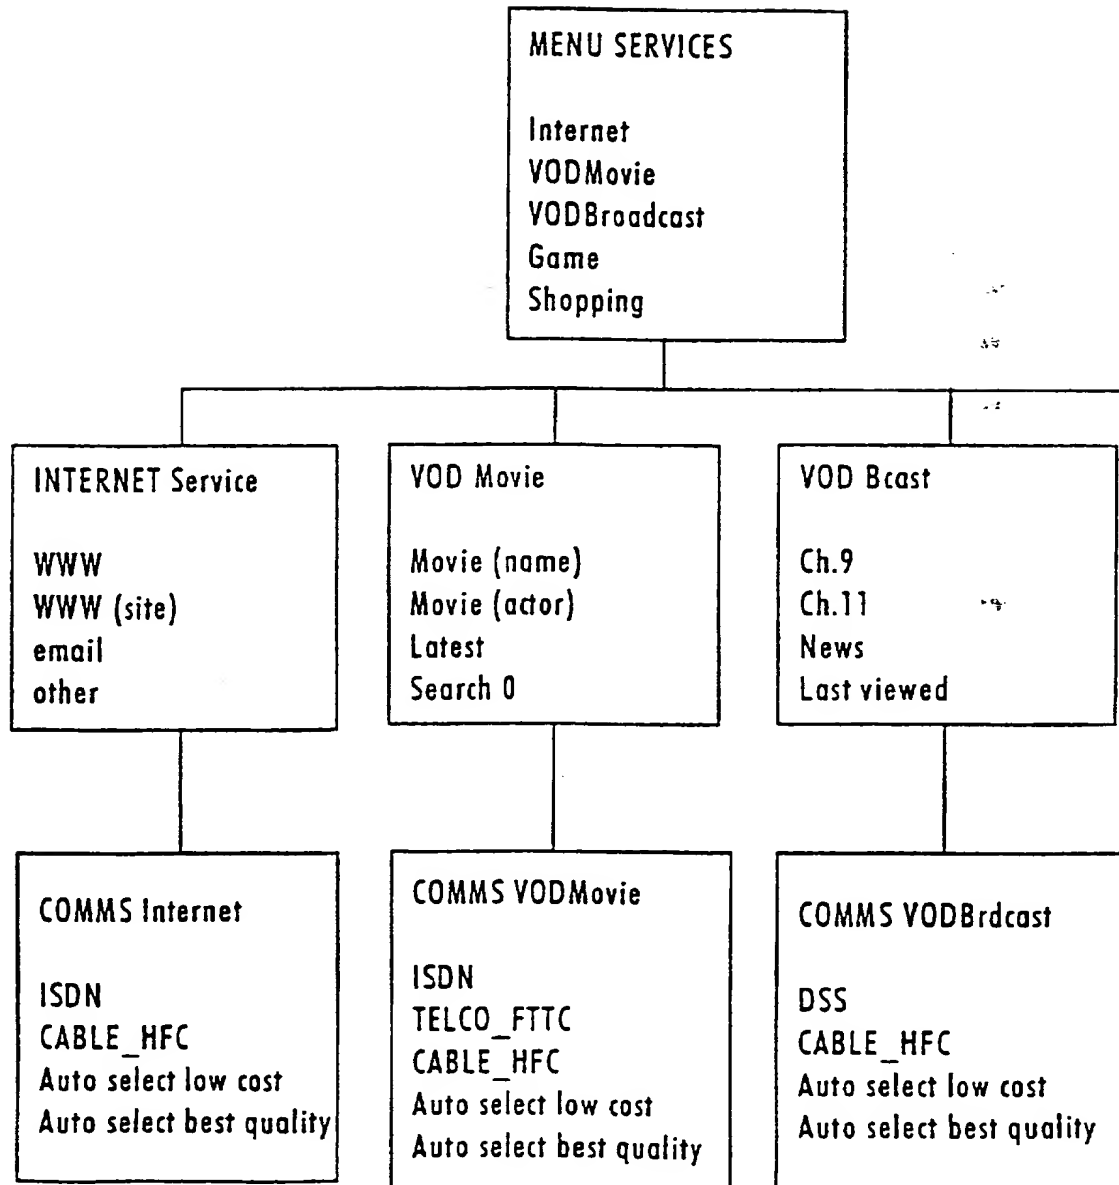 MENU SERVICES
Internet
VODMovie
VODBroadcast
Game
Shopping
INTERNET Service
WWW
WWW (site)
email
other
VOD Movie
Movie (name)
Movie (actor)
Latest
Search 0
VOD Bcast
Ch.9
Ch.11
News
Last viewed
COMMS Internet
ISDN
CABLE_HFC
Auto select low cost
Auto select best quality
COMMS VODMovie
ISDN
TELCO_FTTC
CABLE_HFC
Auto select low cost
Auto select best quality
COMMS VODBrdcast
DSS
CABLE_HFC
Auto select low cost
Auto select best quality